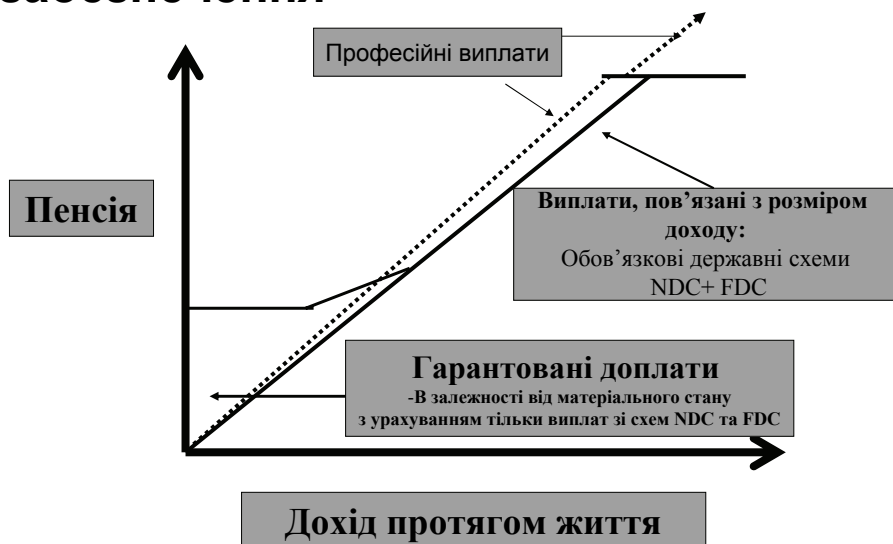 Професійні виплати
Пенсія
Виплати, пов’язані з розміром
доходу:
Обов’язкові державні схеми
NDC+ FDC
Гарантовані доплати
-В залежності від матеріального стану
з урахуванням тільки виплат зі схем NDC та FDC
Дохід протягом життя